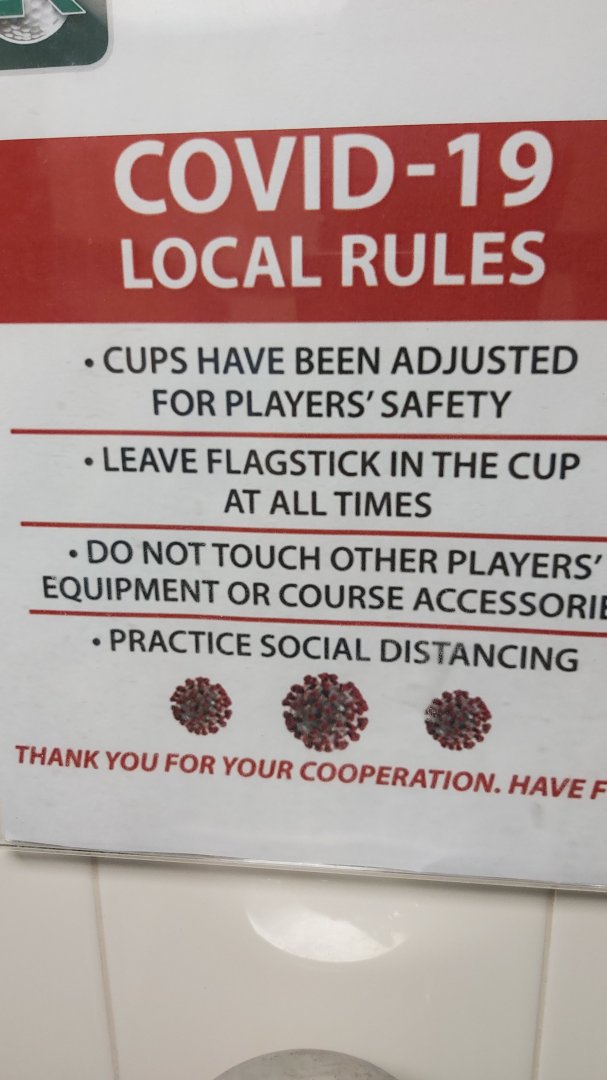 COVID-19
LOCAL RULES
• CUPS HAVE BEEN ADJUSTED
FOR PLAYERS' SAFETY
• LEAVE FLAGSTICK IN THE CUP
AT ALL TIMES
• DO NOT TOUCH OTHER PLAYERS'
EQUIPMENT OR COURSE ACCESSORIE
• PRACTICE SOCIAL DISTANCING
THANK YOU FOR YOUR COOPERATION. HAVE F